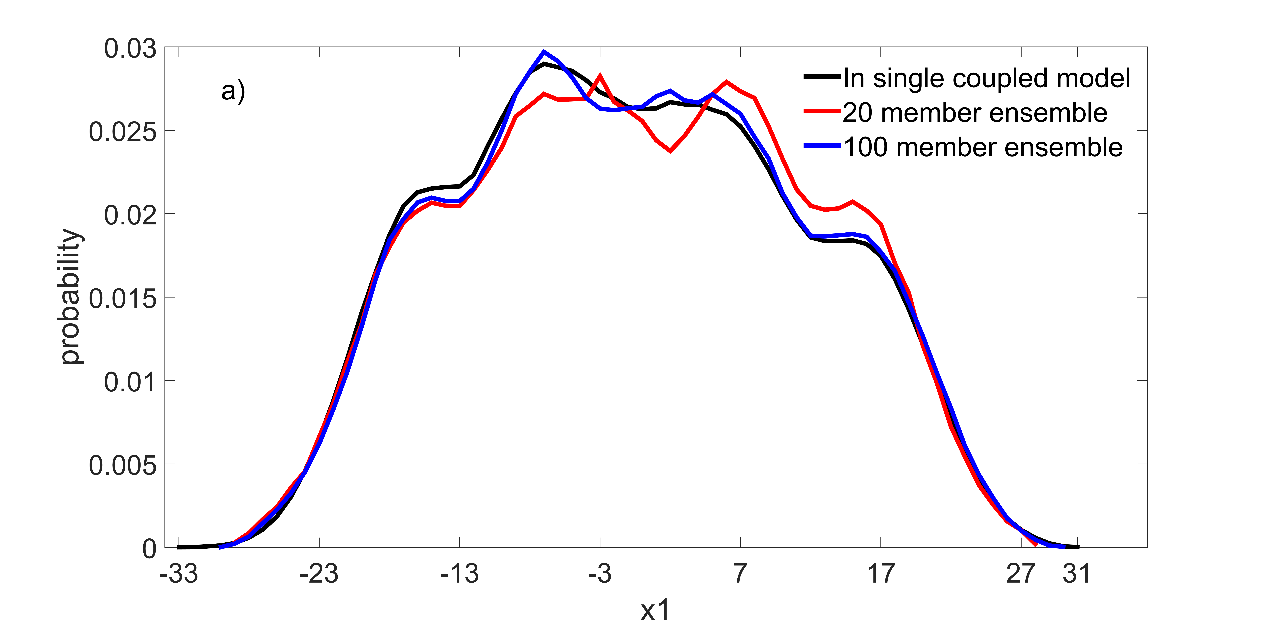 a)
In single coupled model
20 member ensemble
100 member ensemble
probability
0.03
0.025
0.02
0.015
0.01
0.005
0
-33 -23 -13 -3 7 17 27 31
x1